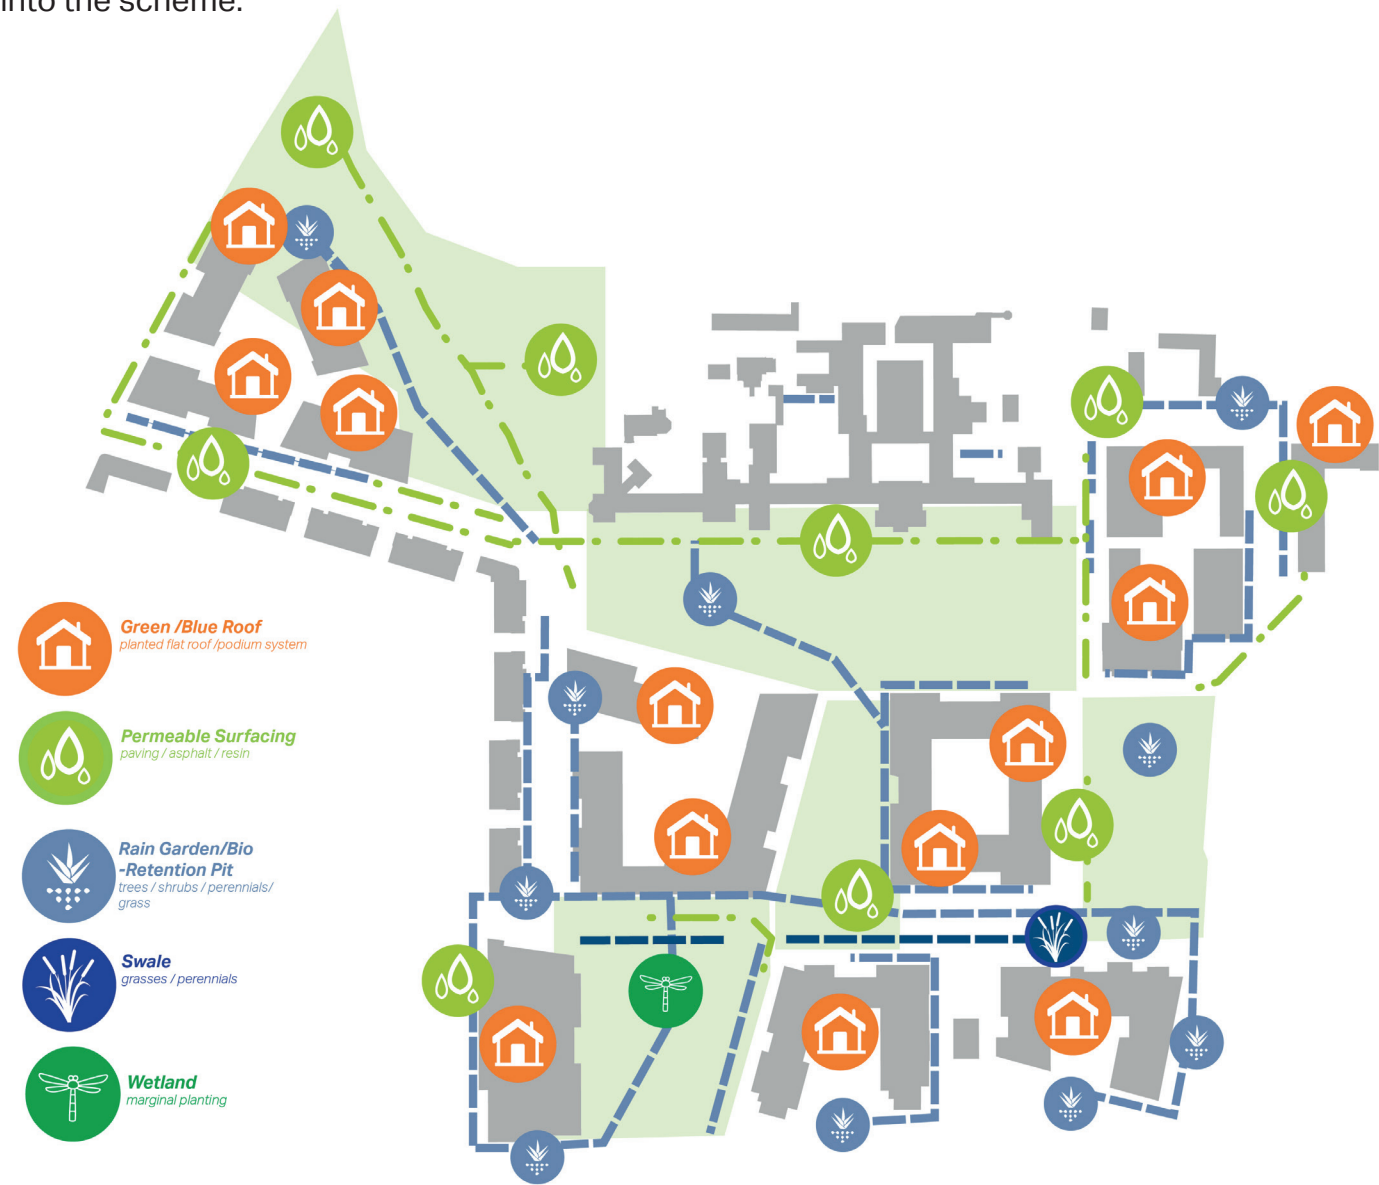 into the scheme.
Green /Blue Roof
planted flat roof /podium system
Permeable Surfacing
paving / asphalt / resin
Rain Garden/Bio
-Retention Pit
trees / shrubs / perennials/
grass
Swale
grasses / perennials
Wetland
marginal planting